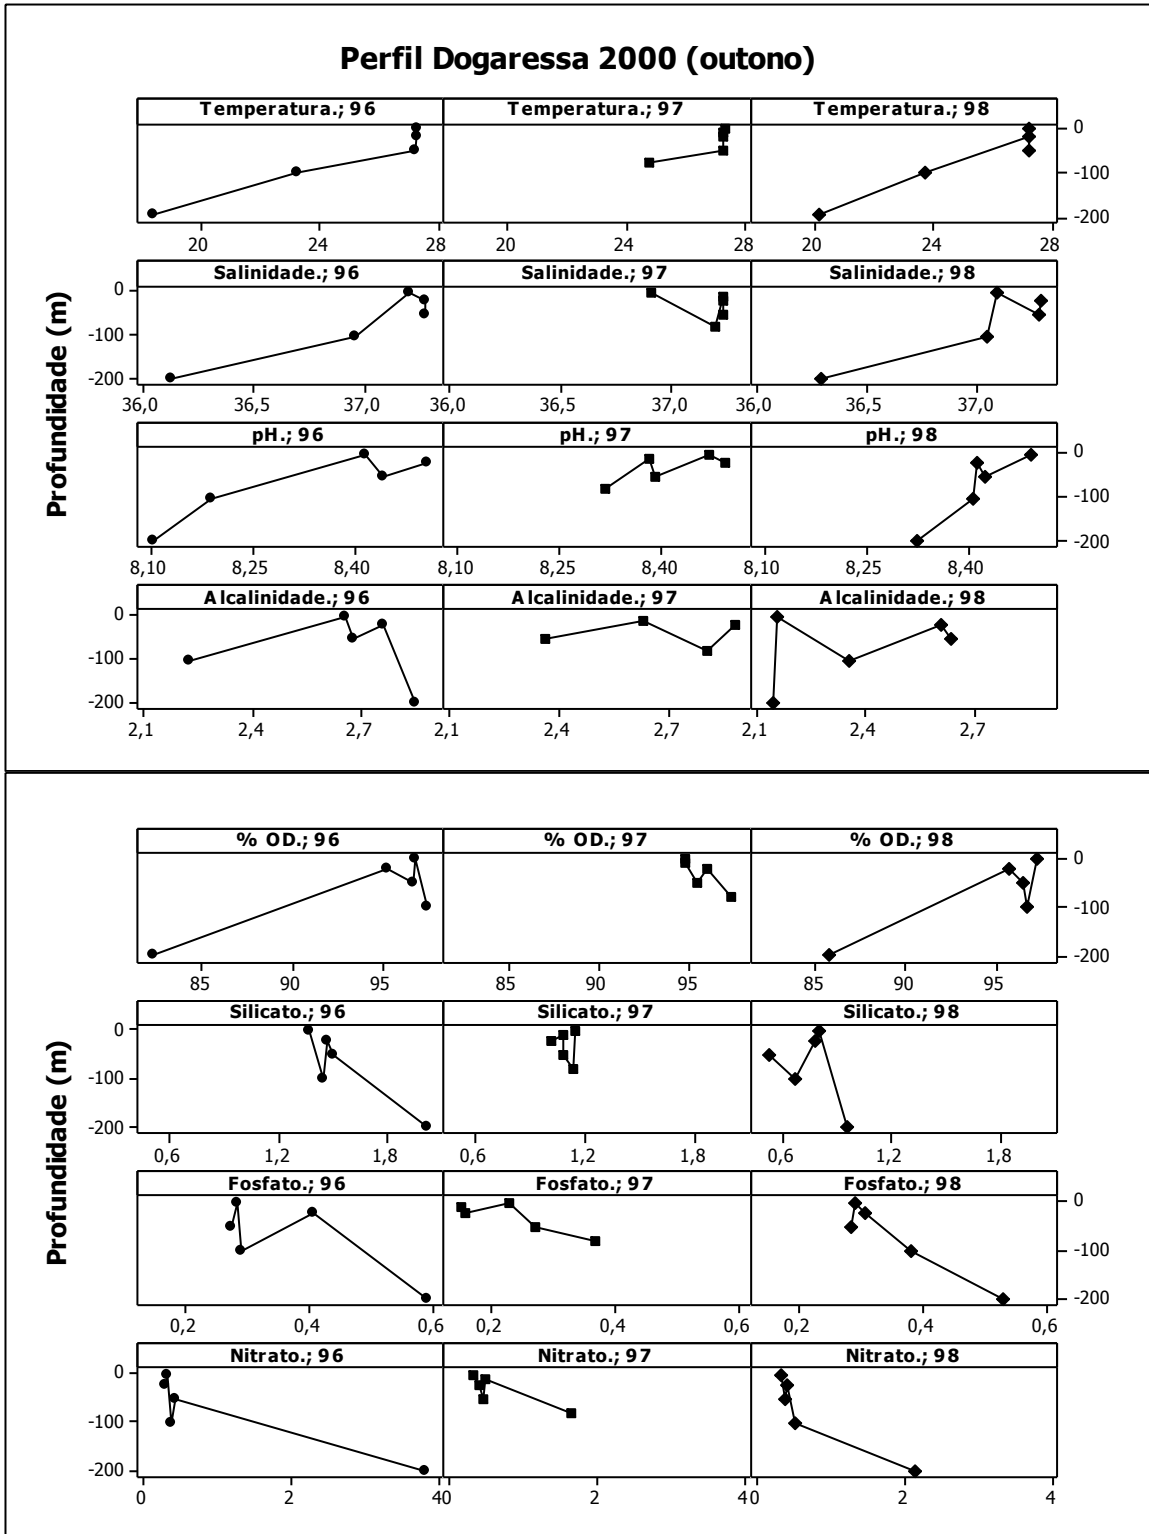 Perfil Dogaressa 2000 (outono)
Temperatura.; 96 Temperatura.; 97 Temperatura.; 98
0
-100
-200
20 24 28 20 24 28 20 24 28
Salinidade.; 96 Salinidade.; 97 Salinidade.; 98
0
-100
-200
36,0 36,5 37,0 36,0 36,5 37,0 36,0 36,5 37,0
Profundidade (m)
pH.; 96 pH.; 97 pH.; 98
0
-100
-200
8,10 8,25 8,40 8,10 8,25 8,40 8,10 8,25 8,40
Alcalinidade.; 96 Alcalinidade.; 97 Alcalinidade.; 98
0
-100
-200
2,1 2,4 2,7 2,1 2,4 2,7 2,1 2,4 2,7
% OD.; 96 % OD.; 97 % OD.; 98
0
-100
-200
85 90 95 85 90 95 85 90 95
Silicato.; 96 Silicato.; 97 Silicato.; 98
0
-100
-200
0,6 1,2 1,8 0,6 1,2 1,8 0,6 1,2 1,8
Profundidade (m)
Fosfato.; 96 Fosfato.; 97 Fosfato.; 98
0
-100
-200
0,2 0,4 0,6 0,2 0,4 0,6 0,2 0,4 0,6
Nitrato.; 96 Nitrato.; 97 Nitrato.; 98
0
-100
-200
0 2 4 0 2 4 0 2 4